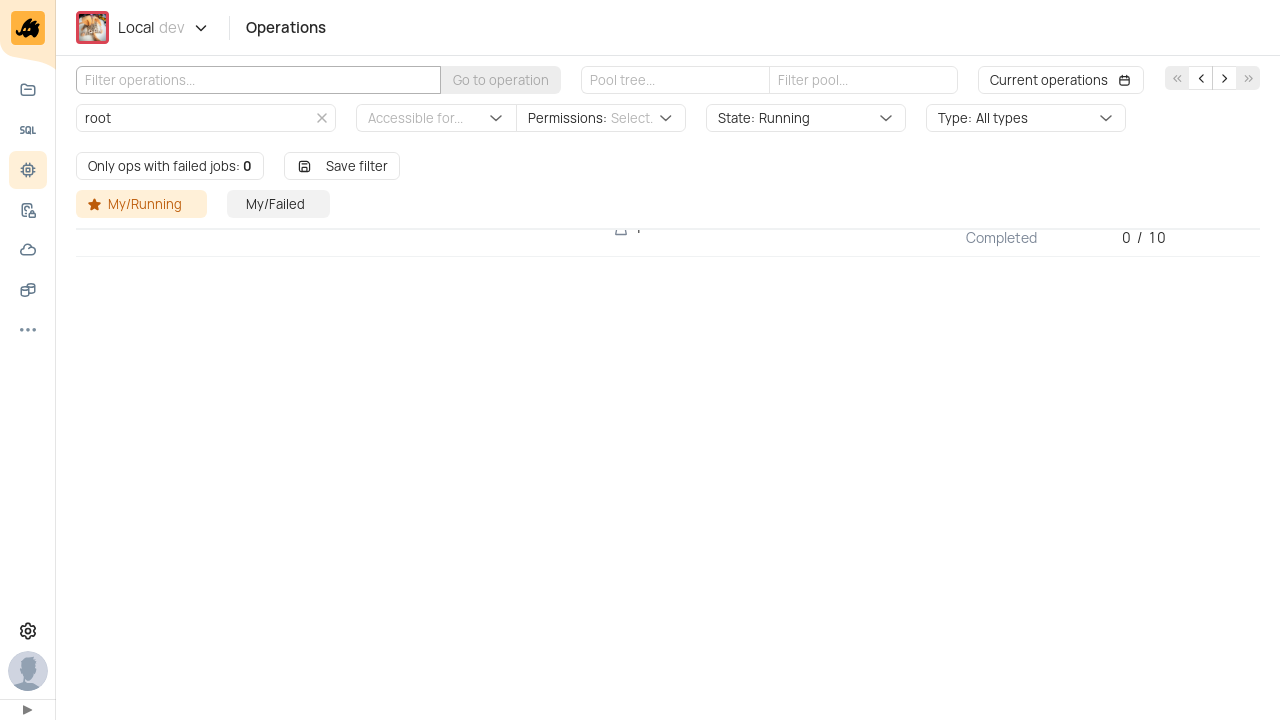 Local dev
Operations
Filter operations...
Go to operation
Pool tree...
Filter pool...
Current operations
root
Accessible for...
Permissions: Select.
State: Running
Type: All types
SQL
Only ops with failed jobs: 0
Save filter
My/Running
My/Failed
Completed
0 / 10